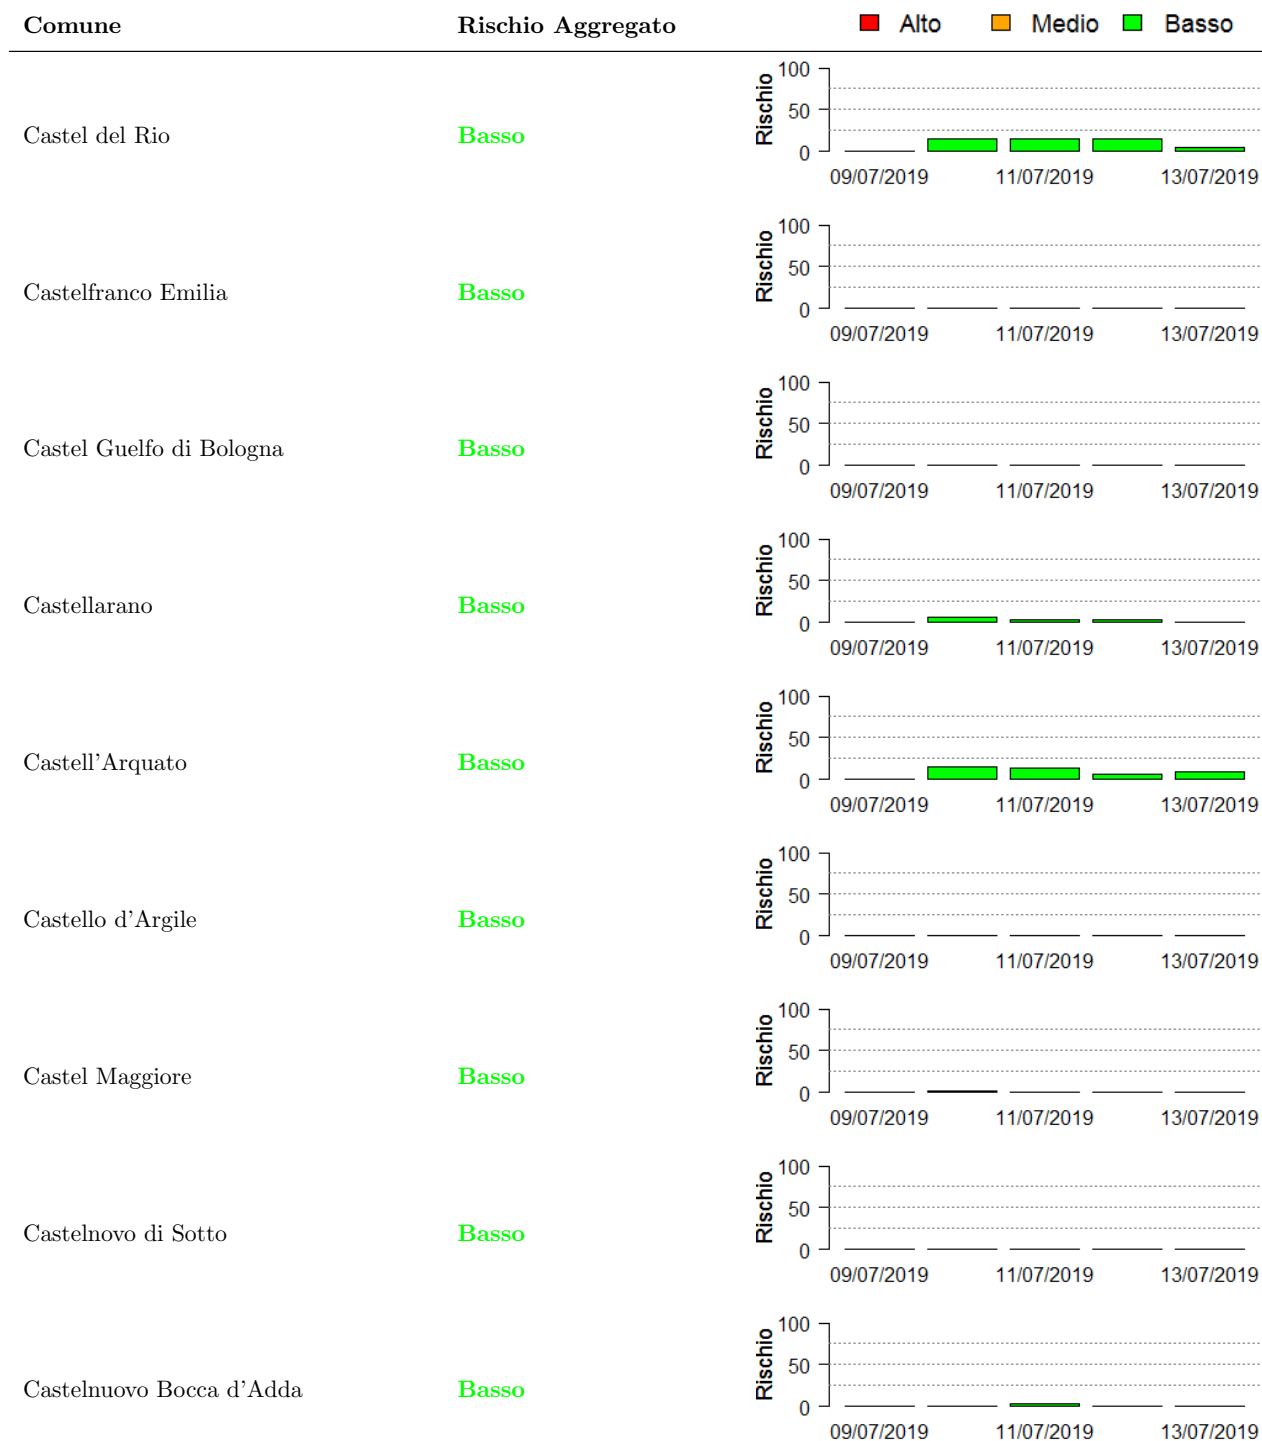 Comune Rischio Aggregato Alto Medio Basso
Castel del Rio Basso
Rischio
100
50
0
09/07/2019 11/07/2019 13/07/2019
Castelfranco Emilia Basso
Rischio
100
50
0
09/07/2019 11/07/2019 13/07/2019
Castel Guelfo di Bologna Basso
Rischio
100
50
0
09/07/2019 11/07/2019 13/07/2019
Castellarano Basso
Rischio
100
50
0
09/07/2019 11/07/2019 13/07/2019
Castell'Arquato Basso
Rischio
100
50
0
09/07/2019 11/07/2019 13/07/2019
Castello d'Argile Basso
Rischio
100
50
0
09/07/2019 11/07/2019 13/07/2019
Castel Maggiore Basso
Rischio
100
50
0
09/07/2019 11/07/2019 13/07/2019
Castelnovo di Sotto Basso
Rischio
100
50
0
09/07/2019 11/07/2019 13/07/2019
Castelnuovo Bocca d'Adda Basso
Rischio
100
50
0
09/07/2019 11/07/2019 13/07/2019